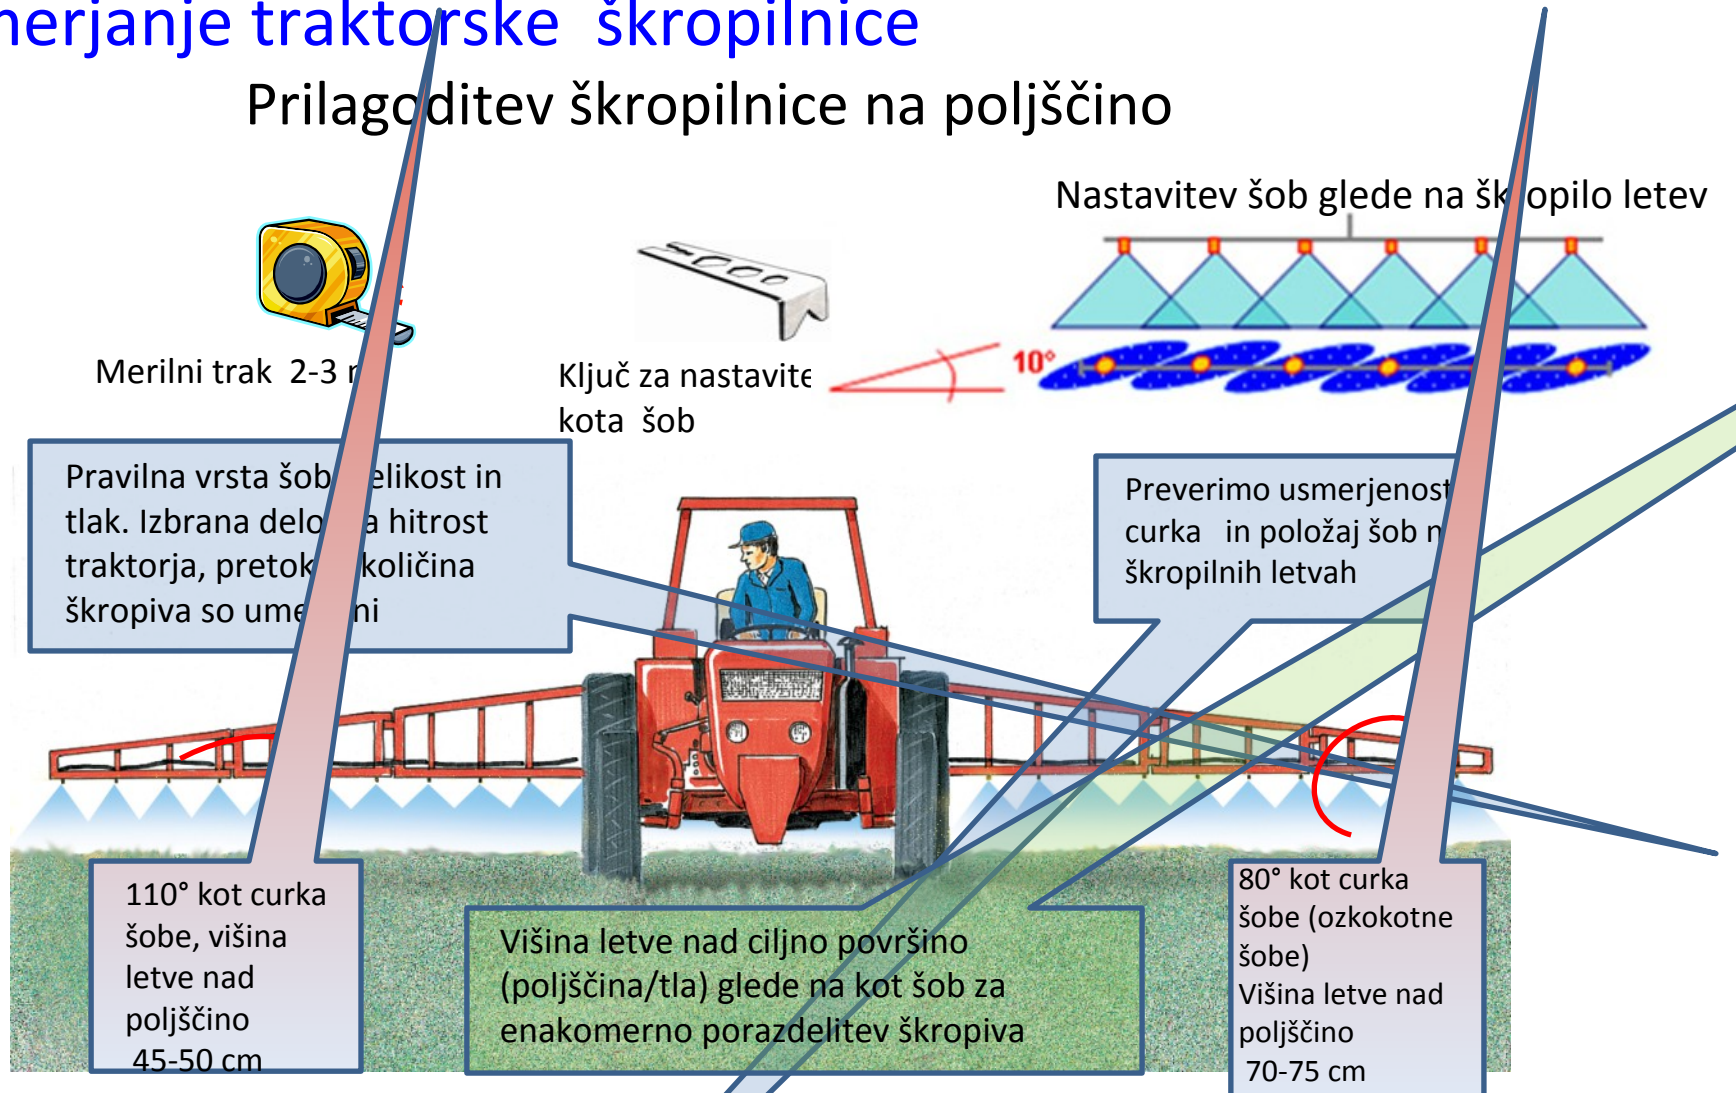 merjanje traktorske škropilnice
Prilagoditev škropilnice na poljščino
Nastavitev šob glede na škropilo letev
Merilni trak 2-3
Ključ za nastavite
kota šob
10°
Pravilna vrsta šob elikost in
tlak. Izbrana delo a hitrost
traktorja, pretok količina
škropiva so ume ni
Preverimo usmerjenost
curka in položaj šob n
škropilnih letvah
110° kot curka
šobe, višina
letve nad
poljščino
45-50 cm
Višina letve nad ciljno površino
(poljščina/tla) glede na kot šob za
enakomerno porazdelitev škropiva
80° kot curka
šobe (ozkokotne
šobe)
Višina letve nad
poljščino
70-75 cm